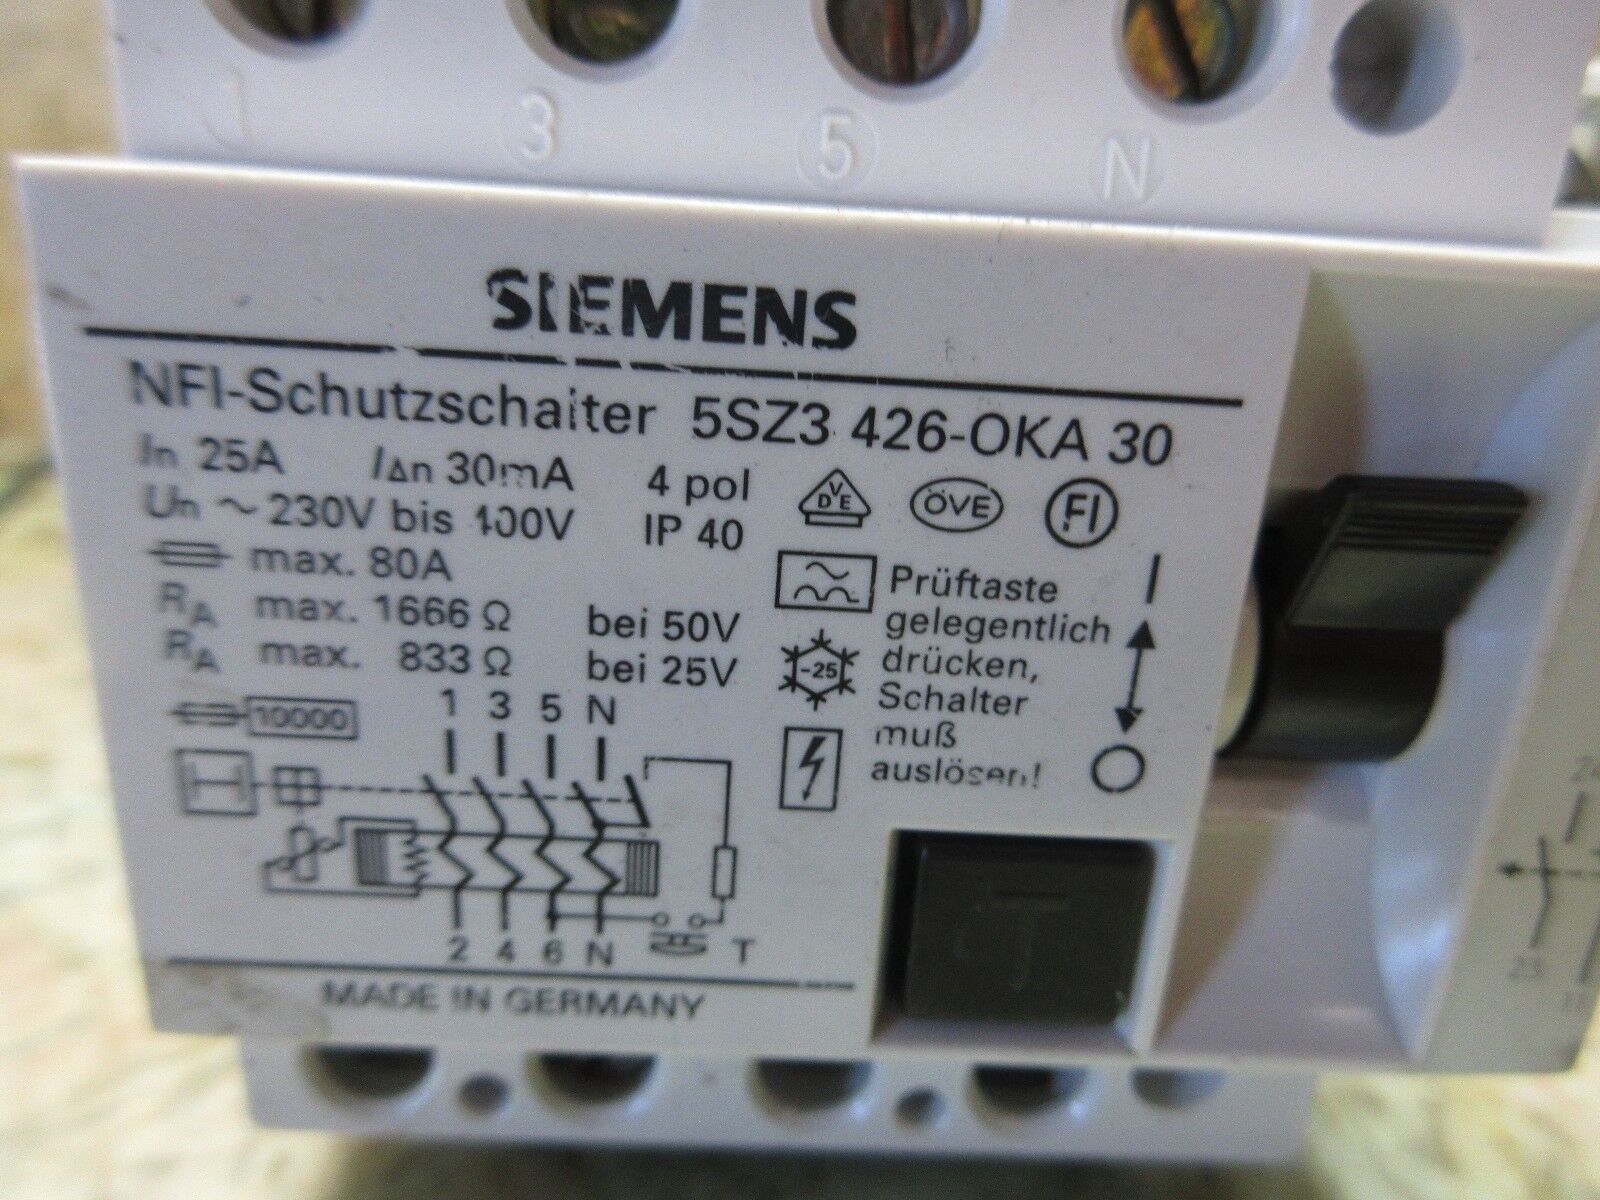 1 3 5 N
SIEMENS
NFI-Schutzschalter 5SZ3 426-OKA 30
In 25A IΔn 30mA 4 pol
Un ~ 230V bis 400V IP 40
VDE ÖVE FI
max. 80A
RA max. 1666 Ω bei 50V
RA max. 833 Ω bei 25V
10000
1 3 5 N
H
2 4 6 N T
MADE IN GERMANY
-25
Prüftaste
gelegentlich
drücken,
Schalter
muß
auslösen!
I
O
T